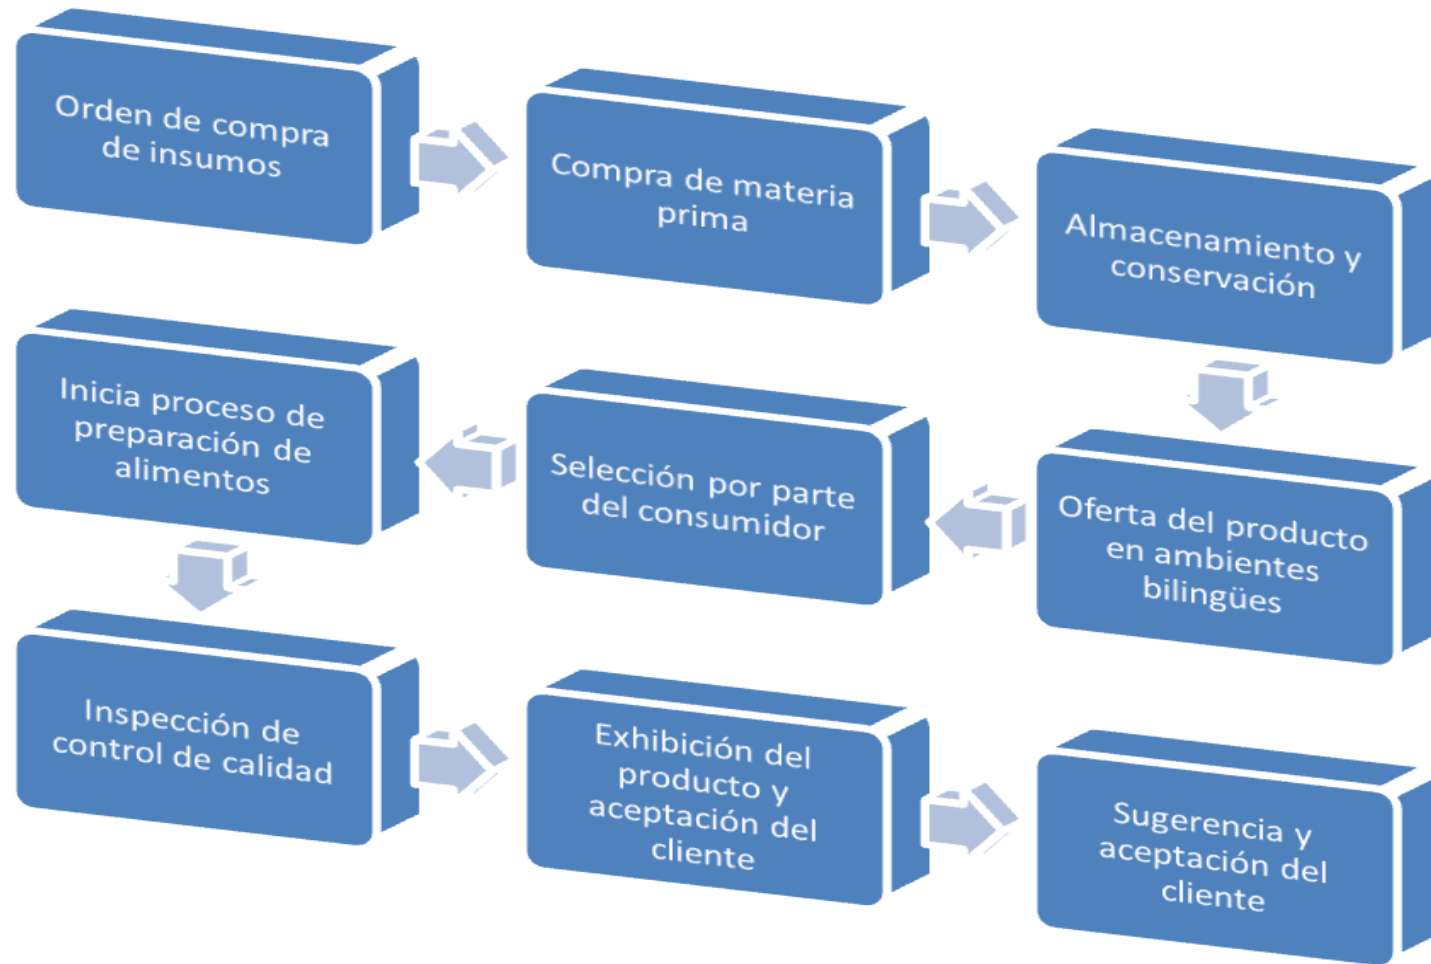 Orden de compra
de insumos
Compra de materia
prima
Almacenamiento y
conservación
Oferta del producto
en ambientes
bilingües
Selección por parte
del consumidor
Inicia proceso de
preparación de
alimentos
Inspección de
control de calidad
Exhibición del
producto y
aceptación del
cliente
Sugerencia y
aceptación del
cliente